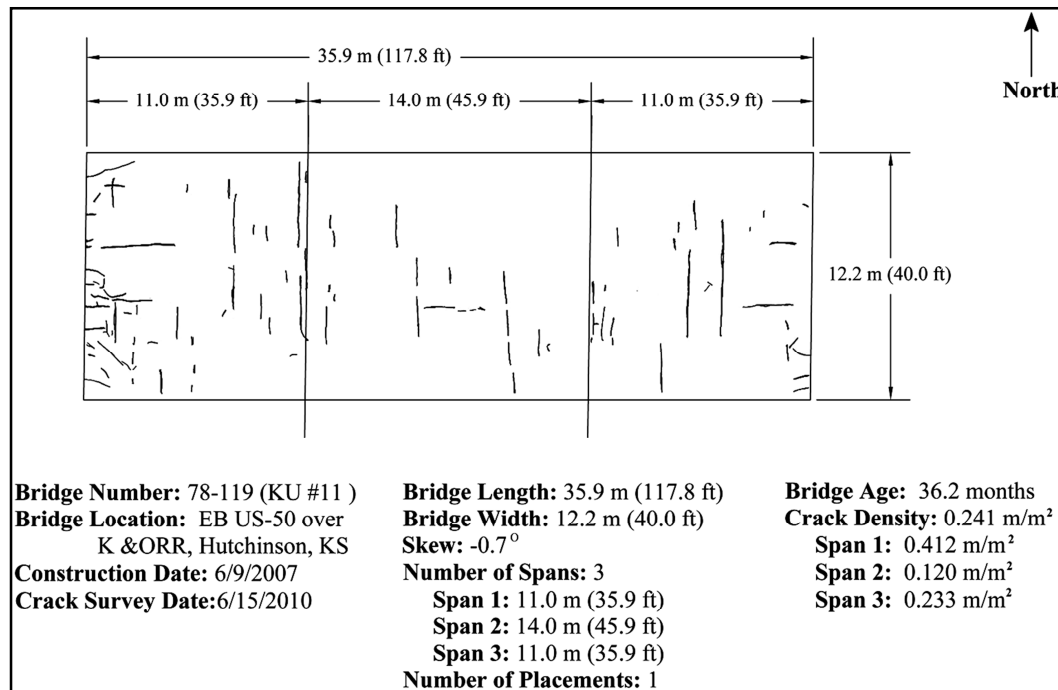 35.9 m (117.8 ft)
North
11.0 m (35.9 ft)
14.0 m (45.9 ft)
11.0 m (35.9 ft)
12.2 m (40.0 ft)
Bridge Number: 78-119 (KU #11 )
Bridge Location: EB US-50 over
K &ORR, Hutchinson, KS
Construction Date: 6/9/2007
Crack Survey Date:6/15/2010
Bridge Length: 35.9 m (117.8 ft)
Bridge Width: 12.2 m (40.0 ft)
Skew: -0.7°
Number of Spans: 3
Span 1: 11.0 m (35.9 ft)
Span 2: 14.0 m (45.9 ft)
Span 3: 11.0 m (35.9 ft)
Number of Placements: 1
Bridge Age: 36.2 months
Crack Density: 0.241 m/m²
Span 1: 0.412 m/m²
Span 2: 0.120 m/m²
Span 3: 0.233 m/m²